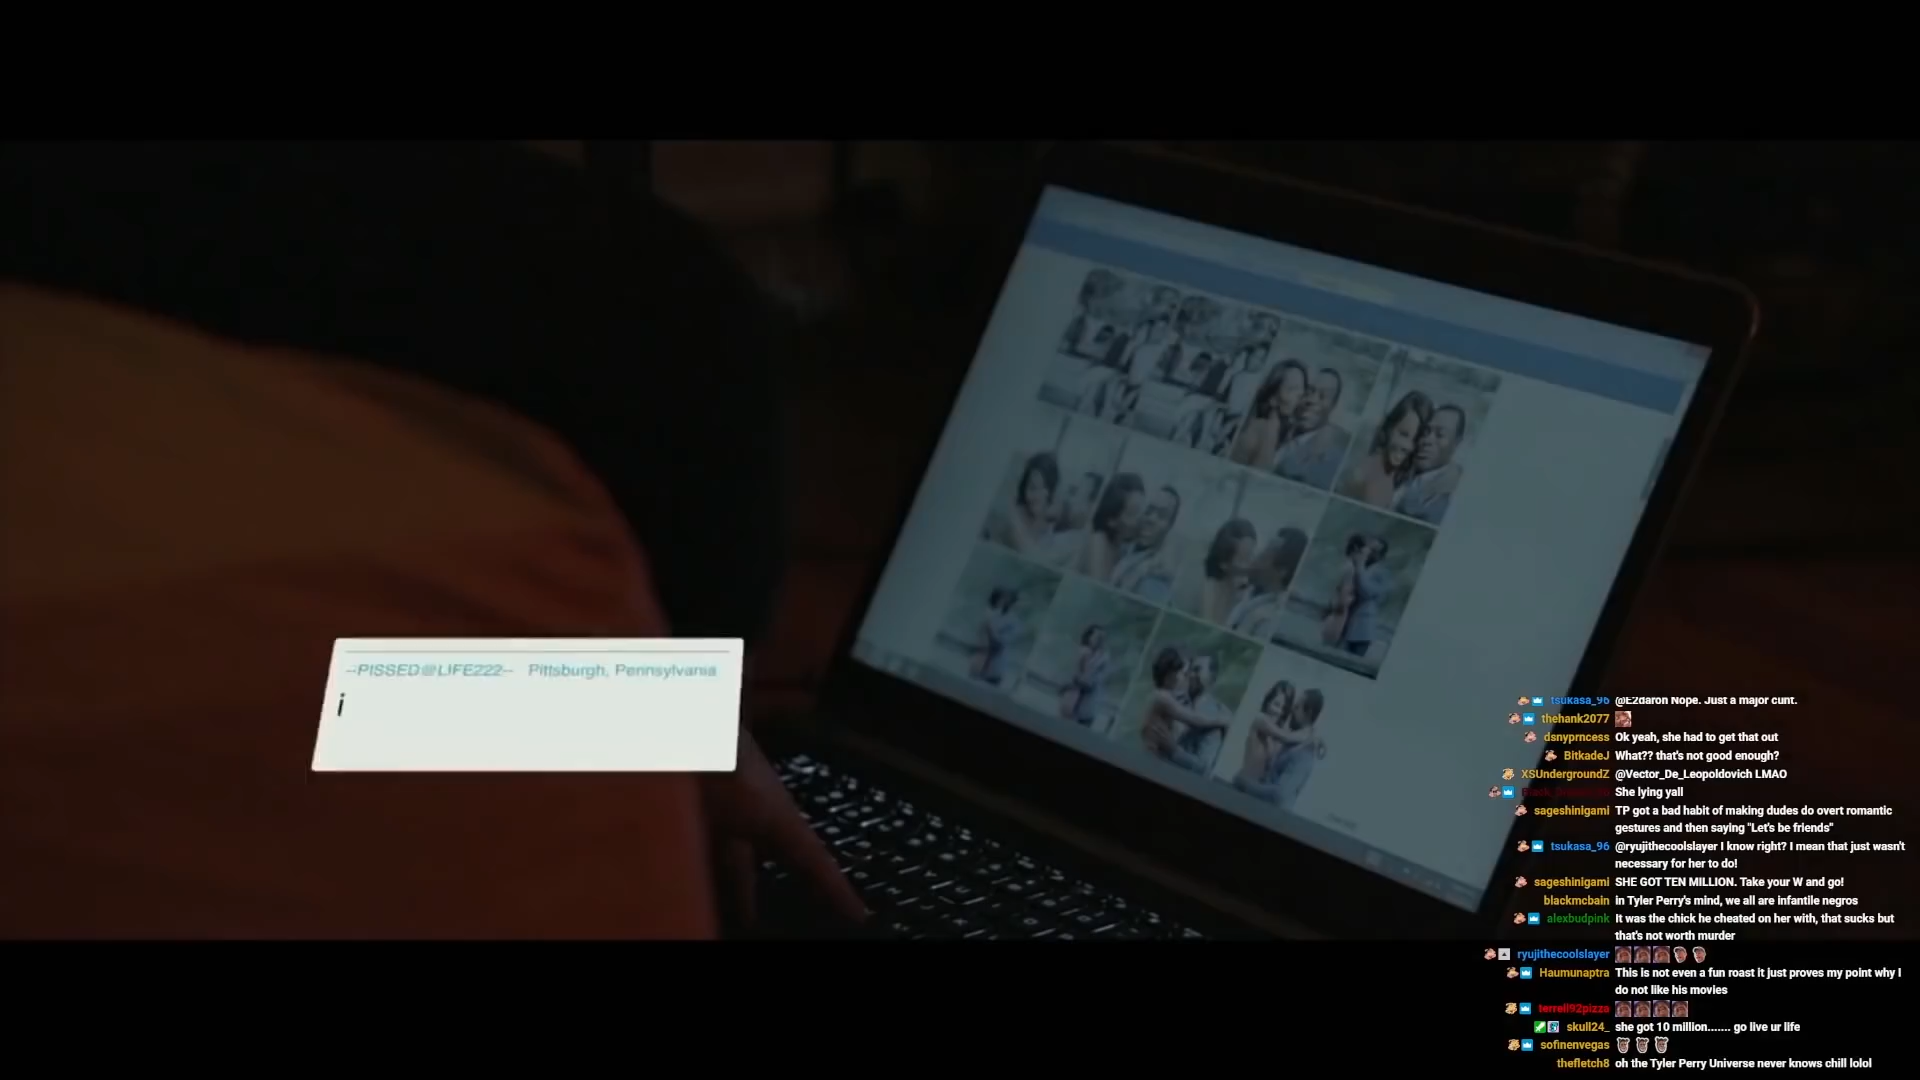 --PISSED@LIFE222-- Pittsburgh, Pennsylvania
i
tsukasa_96 @E2daron Nope. Just a major cunt.
thehank2077
dsnyprncess Ok yeah, she had to get that out
BitkadeJ What?? that's not good enough?
XSUndergroundZ @Vector_De_Leopoldovich LMAO
She lying yall
sageshinigami TP got a bad habit of making dudes do overt romantic
gestures and then saying "Let's be friends"
tsukasa_96 @ryujithecoolslayer I know right? I mean that just wasn't
necessary for her to do!
sageshinigami SHE GOT TEN MILLION. Take your W and go!
blackmcbain in Tyler Perry's mind, we all are infantile negros
alexbudpink It was the chick he cheated on her with, that sucks but
that's not worth murder
ryujithecoolslayer
Haumunaptra This is not even a fun roast it just proves my point why I
do not like his movies
terrell92pizza
skull24_ she got 10 million....... go live ur life
sofinenvegas
thefletch8 oh the Tyler Perry Universe never knows chill lolol